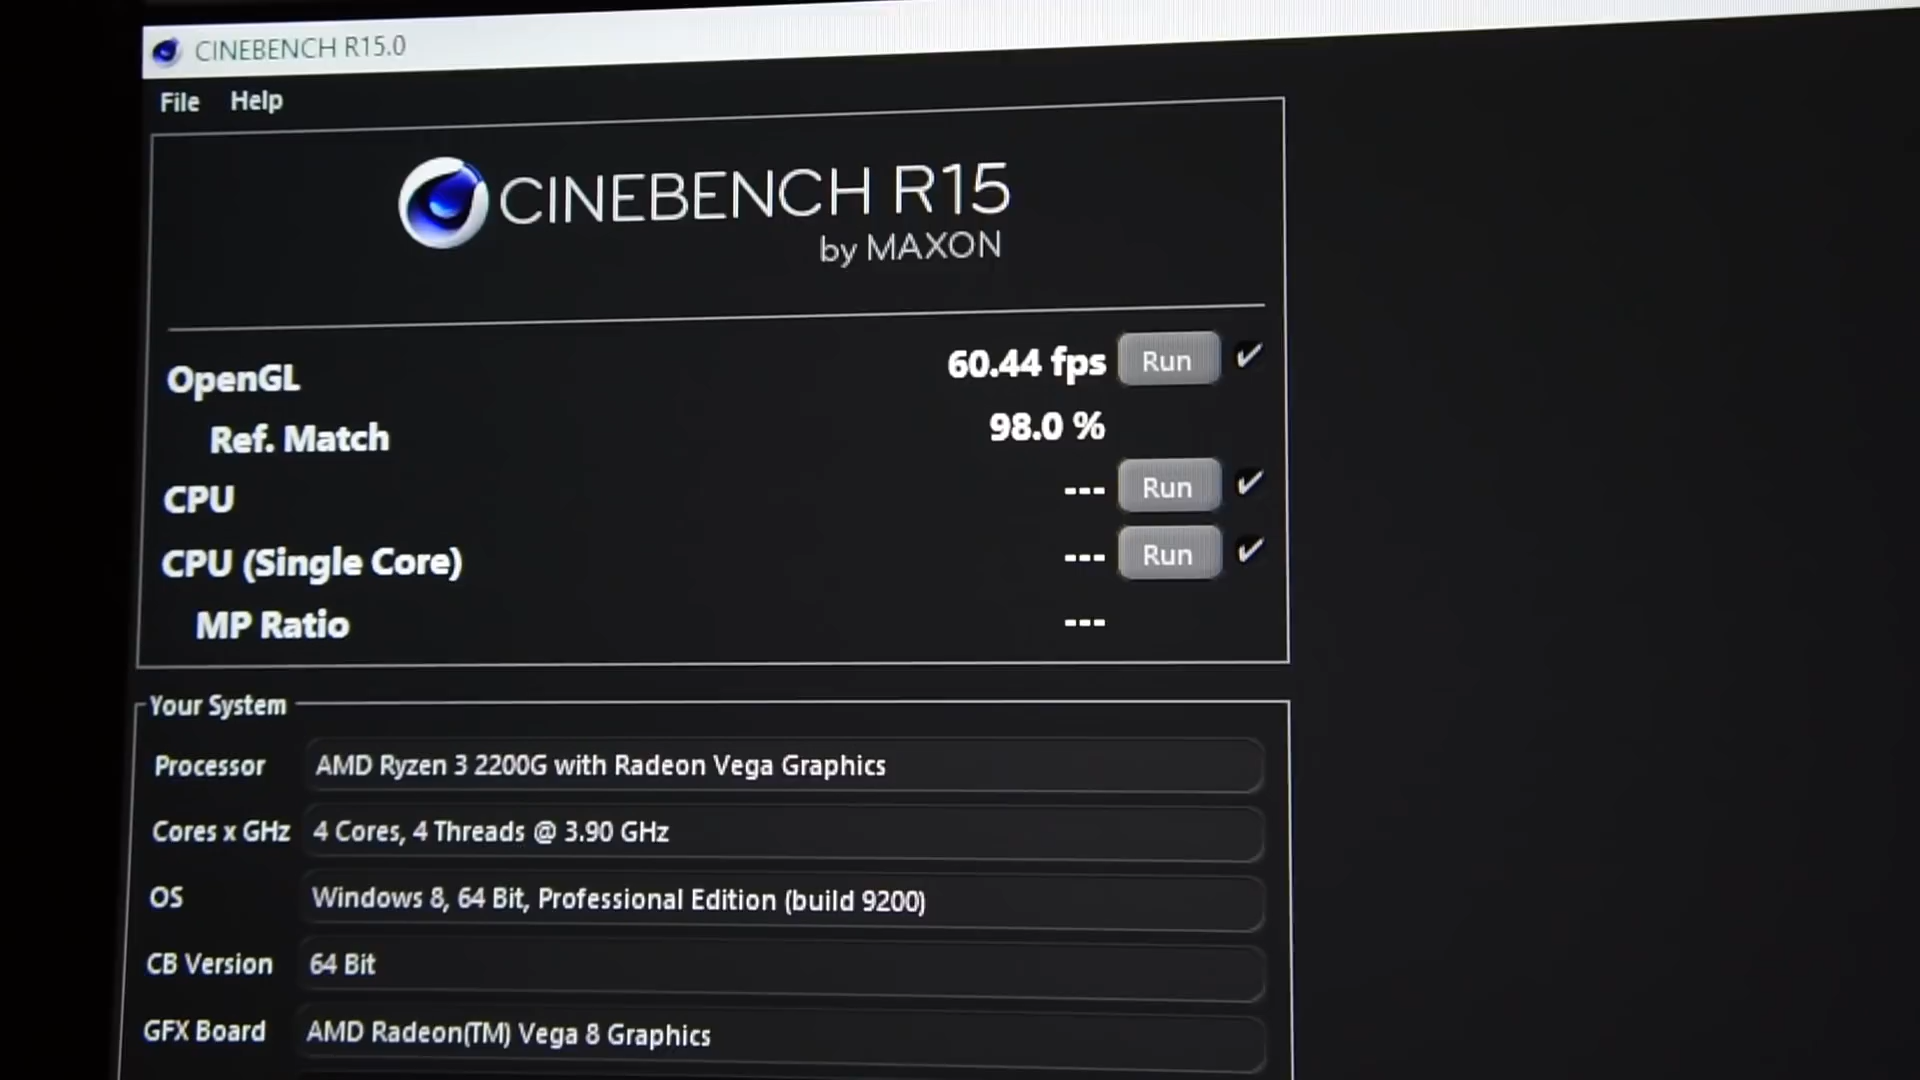 CINEBENCH R15.0
File Help
CINEBENCH R15
by MAXON
OpenGL 60.44 fps Run
Ref. Match 98.0 %
CPU --- Run
CPU (Single Core) --- Run
MP Ratio ---
Your System
Processor AMD Ryzen 3 2200G with Radeon Vega Graphics
Cores x GHz 4 Cores, 4 Threads @ 3.90 GHz
OS Windows 8, 64 Bit, Professional Edition (build 9200)
CB Version 64 Bit
GFX Board AMD Radeon(TM) Vega 8 Graphics